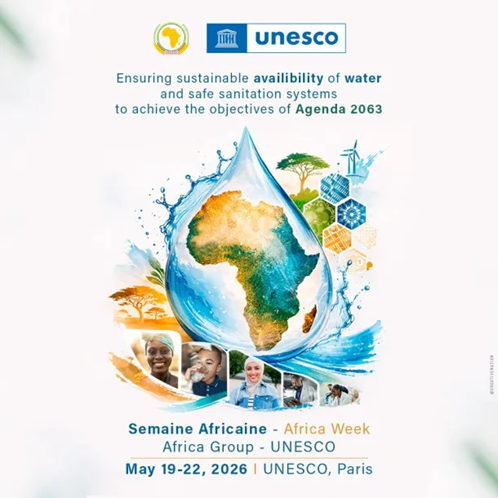 unesco
Ensuring sustainable availibility of water
and safe sanitation systems
to achieve the objectives of Agenda 2063
Semaine Africaine - Africa Week
Africa Group - UNESCO
May 19-22, 2026 | UNESCO, Paris